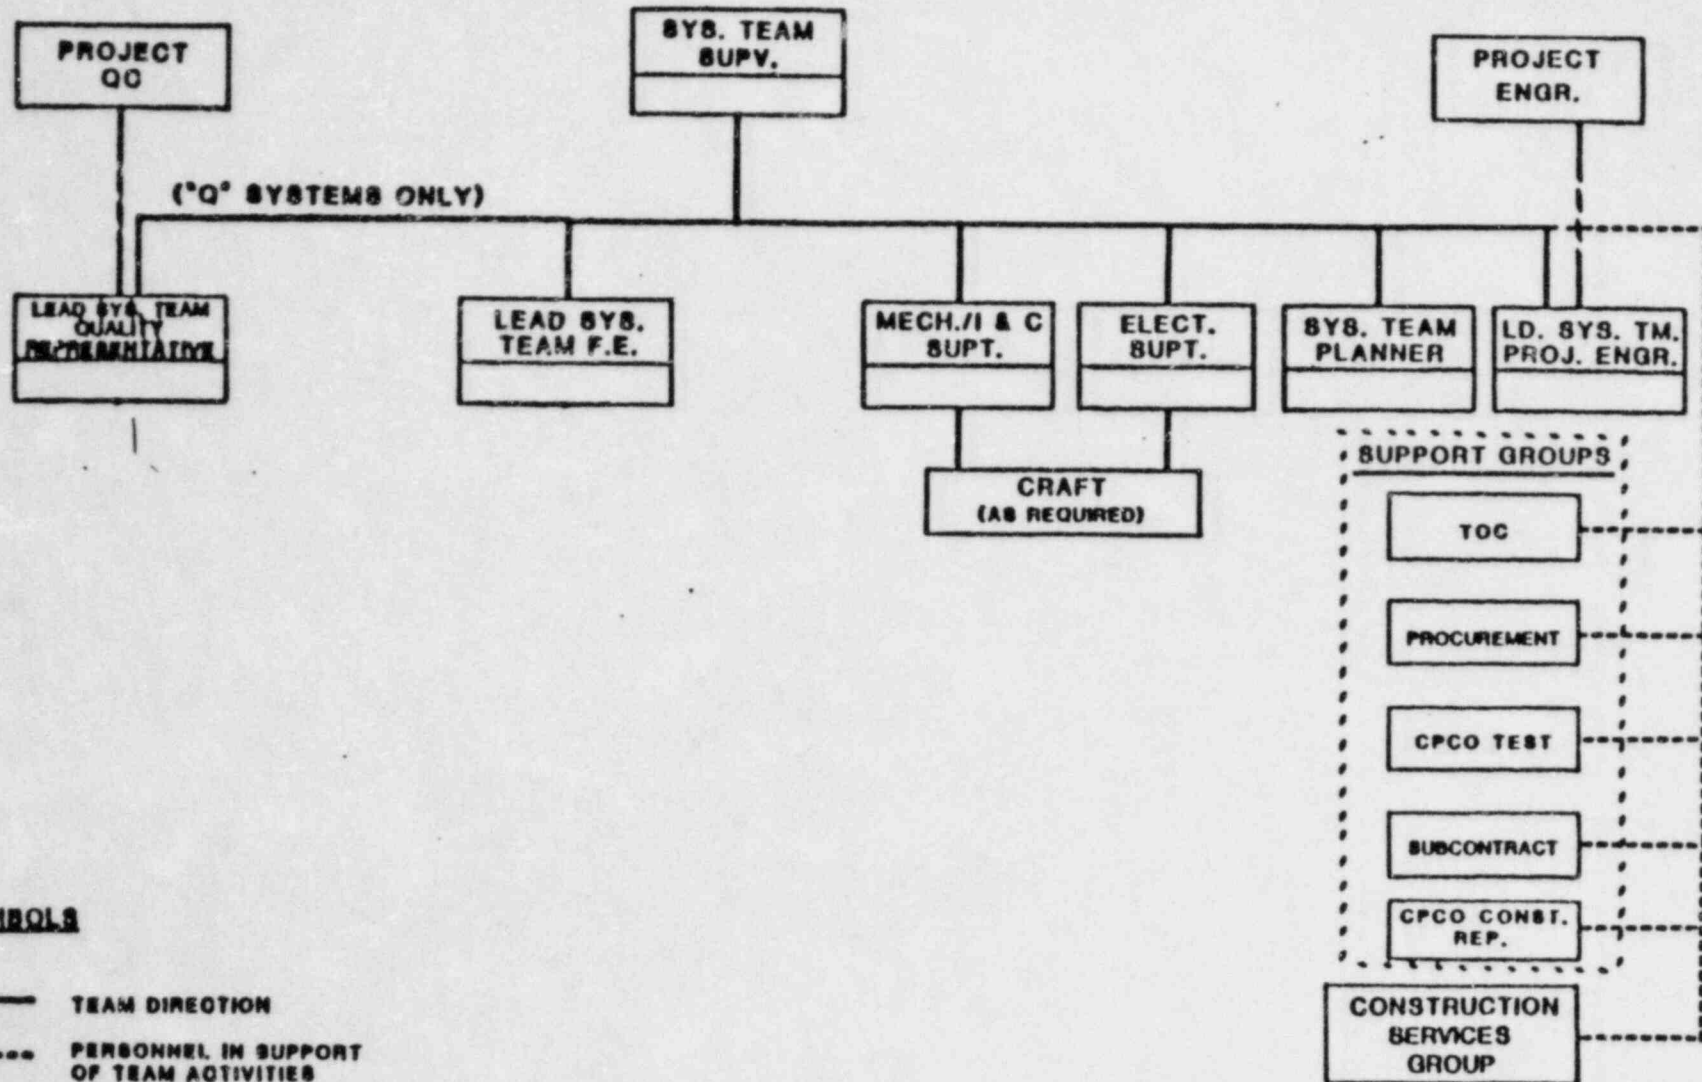 PROJECT
QC
SYS. TEAM
SUPV.
PROJECT
ENGR.
("Q" SYSTEMS ONLY)
LEAD SYS. TEAM
QUALITY
REPRESENTATIVE
LEAD SYS.
TEAM F.E.
MECH./I & C
SUPT.
ELECT.
SUPT.
SYS. TEAM
PLANNER
LD. SYS. TM.
PROJ. ENGR.
CRAFT
(AS REQUIRED)
SUPPORT GROUPS
TOC
PROCUREMENT
CPCO TEST
SUBCONTRACT
CPCO CONST.
REP.
CONSTRUCTION
SERVICES
GROUP
MBOLS
TEAM DIRECTION
PERSONNEL IN SUPPORT
OF TEAM ACTIVITIES